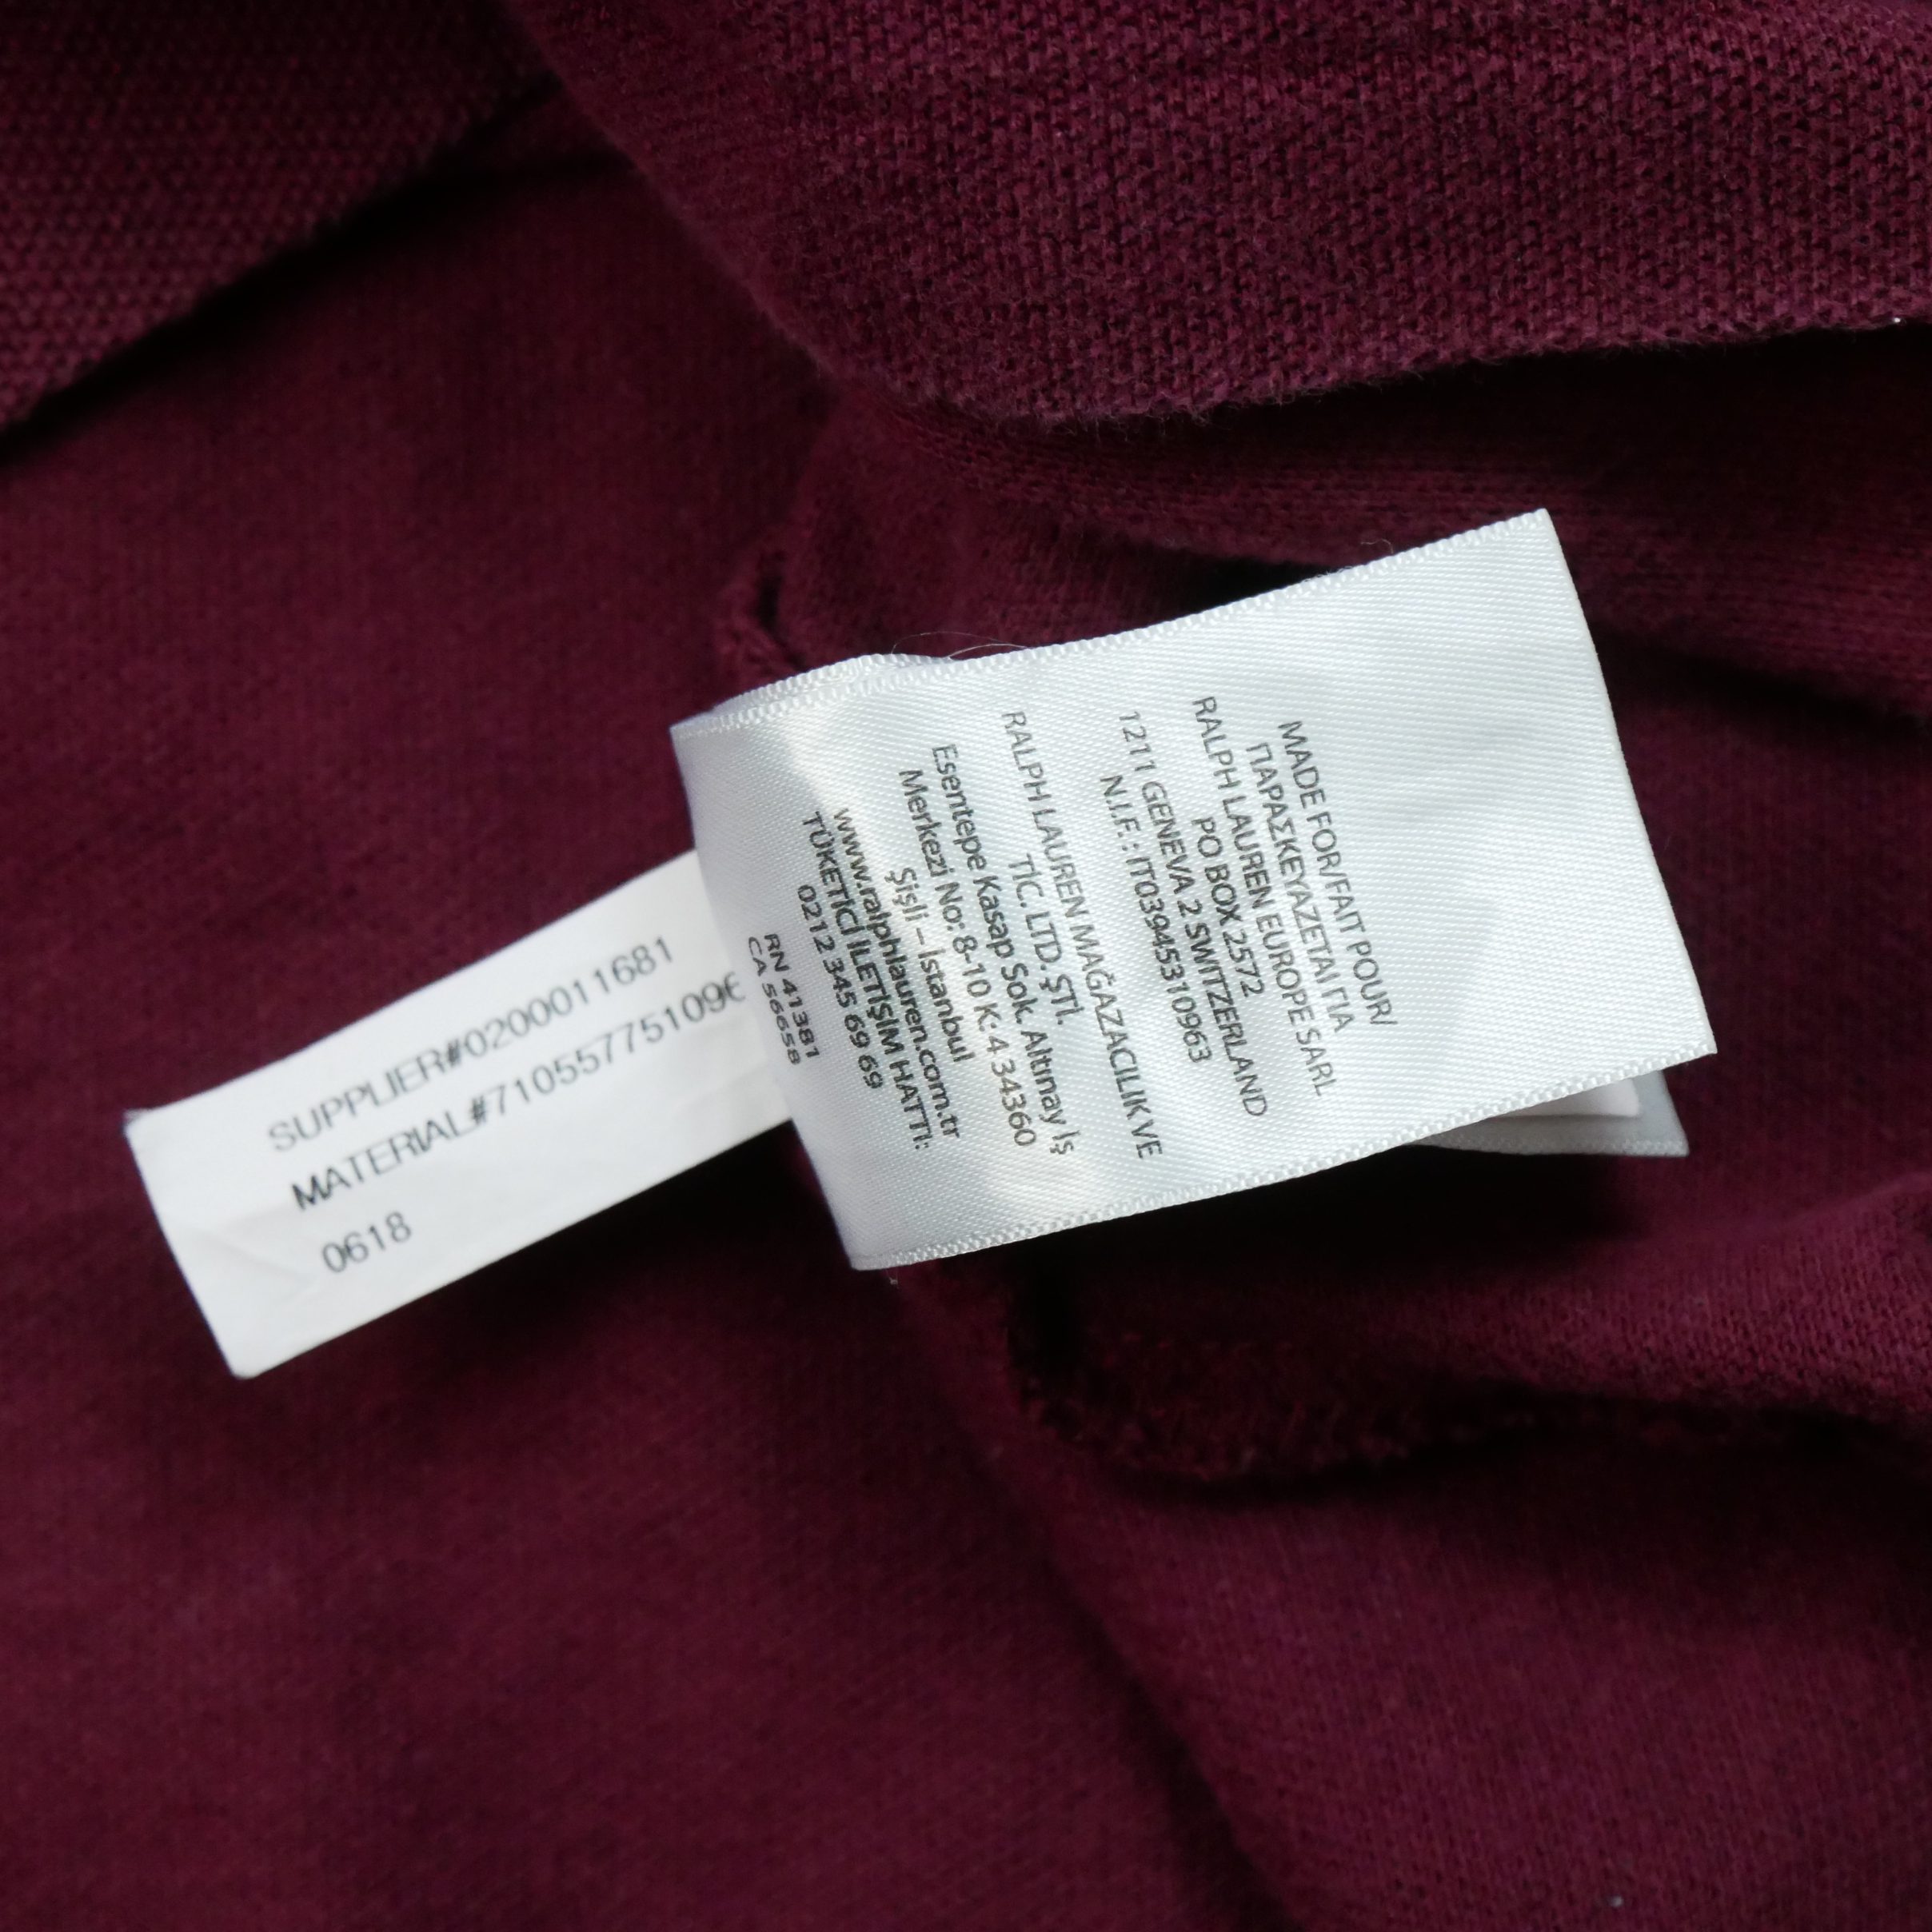 MADE FOR/FAIT POUR/
ΠΑΡΑΣΚΕΥΑΖΕΤΑΙ ΓΙΑ
RALPH LAUREN EUROPE SARL
PO BOX 2572
1211 GENEVA 2 SWITZERLAND
N.I.F. : IT03945310963
RALPH LAUREN MAĞAZACILIK VE
TİC. LTD. ŞTİ.
Esentepe Kasap Sok. Altınay İş
Merkezi No: 8-10 K:4 34360
Şişli – İstanbul
www.ralphlauren.com.tr
TÜKETİCİ İLETİŞİM HATTI:
0212 345 69 69
RN 41381
CA 56658
SUPPLIER#0200011681
MATERIAL#710557751096
0618